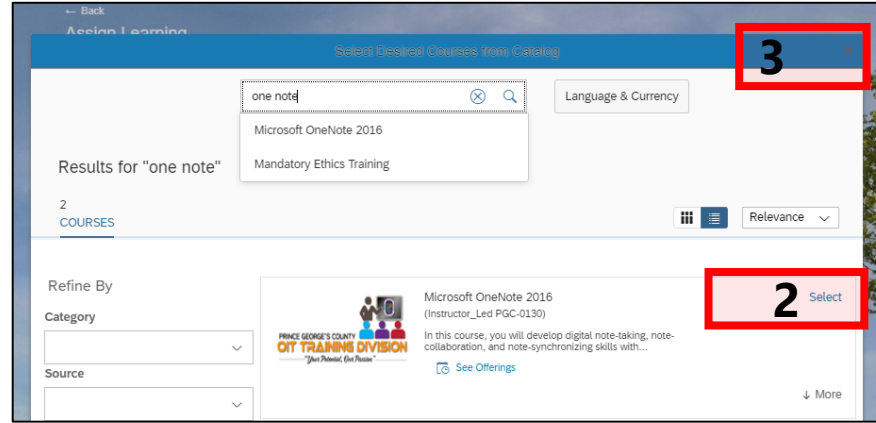 ← Back
Assign Learning
Select Desired Courses from Catalog
3
one note
Language & Currency
Microsoft OneNote 2016
Mandatory Ethics Training
Results for "one note"
2
COURSES
Relevance
Refine By
Category
Source
PRINCE GEORGE'S COUNTY
OIT TRAINING DIVISION
"Your Potential, Our Passion"
Microsoft OneNote 2016
(Instructor_Led PGC-0130)
In this course, you will develop digital note-taking, note-
collaboration, and note-synchronizing skills with...
See Offerings
2
Select
↓ More